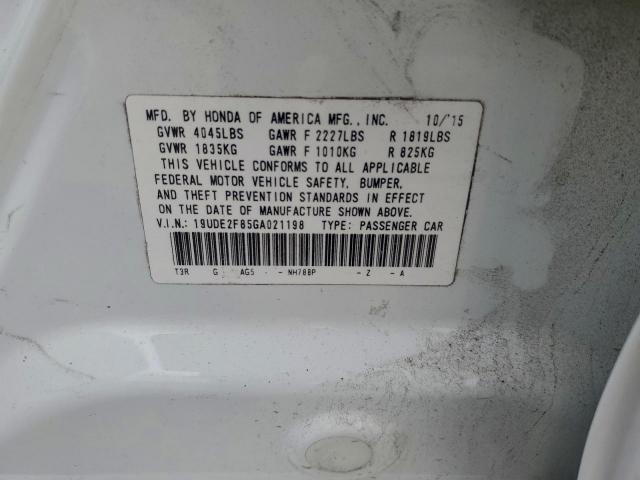 MFD. BY HONDA OF AMERICA MFG., INC. 10/'15
GVWR 4045LBS GAWR F 2227LBS R 1819LBS
GVWR 1835KG GAWR F 1010KG R 825KG
THIS VEHICLE CONFORMS TO ALL APPLICABLE
FEDERAL MOTOR VEHICLE SAFETY, BUMPER,
AND THEFT PREVENTION STANDARDS IN EFFECT
ON THE DATE OF MANUFACTURE SHOWN ABOVE.
V.I.N.: 19UDE2F85GA021198 TYPE: PASSENGER CAR
T3R G AG5 - NH788P - Z - A